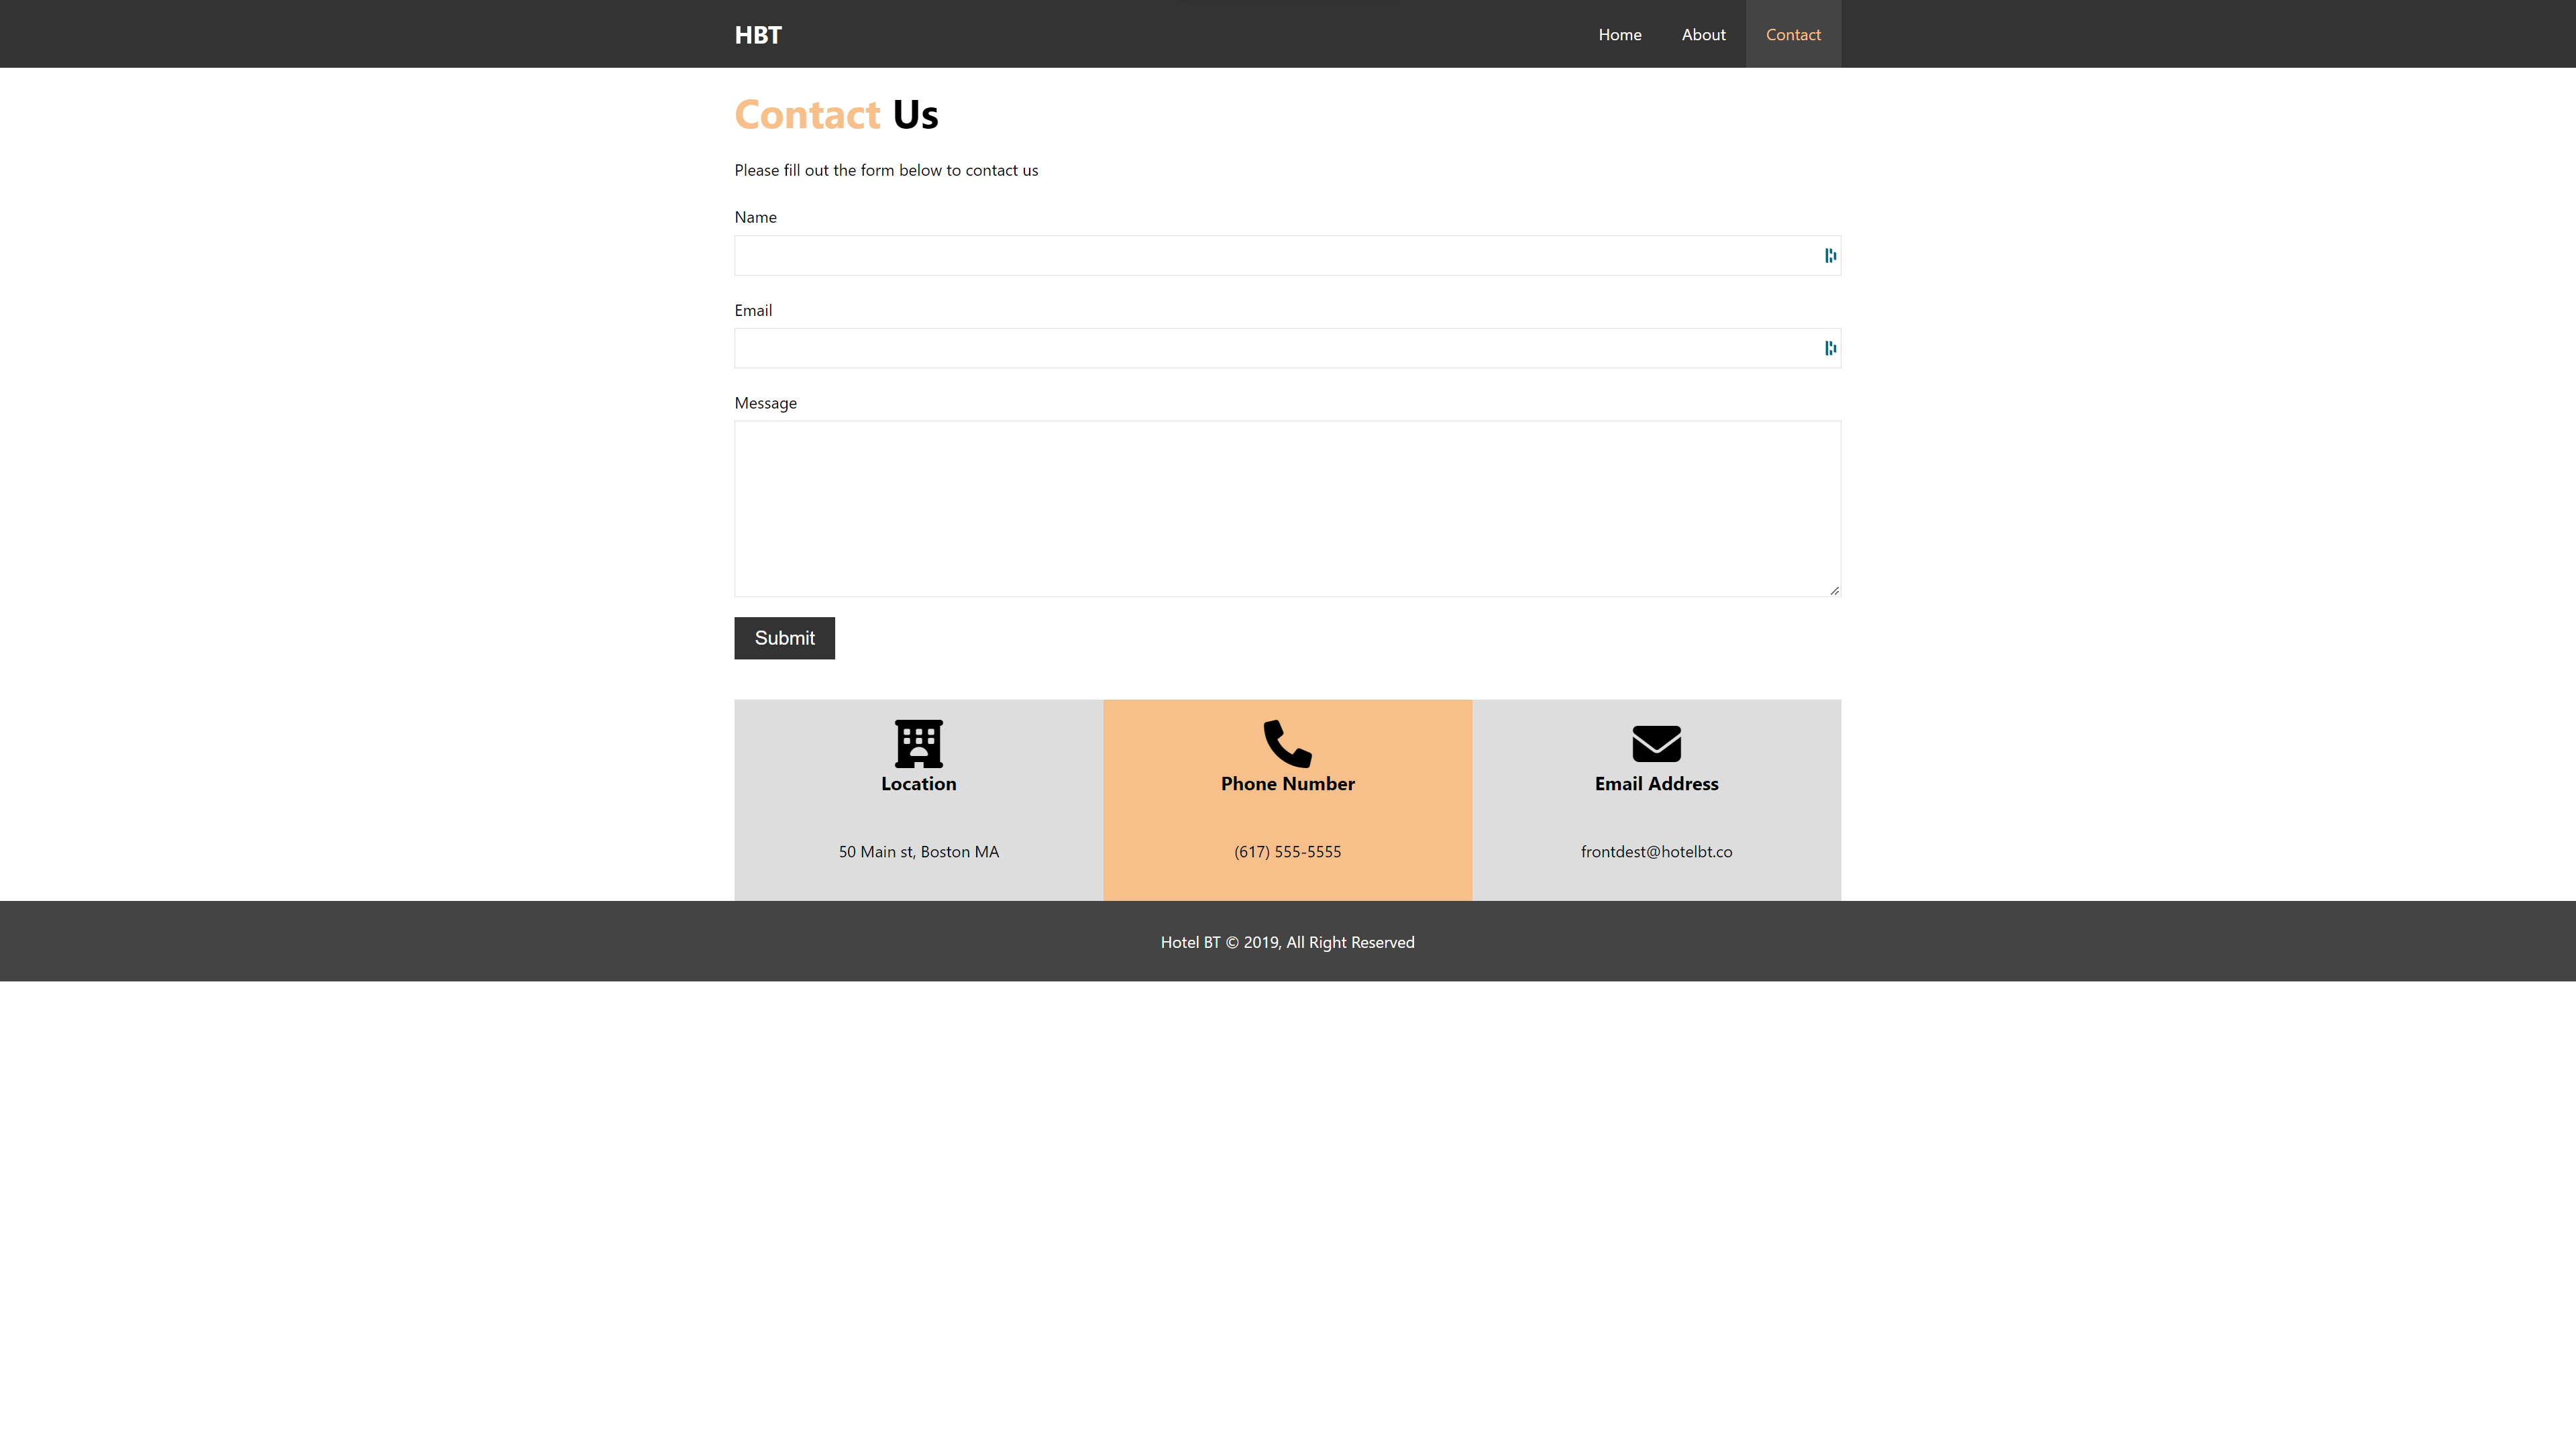 HBT
Home
About
Contact
Contact Us
Please fill out the form below to contact us
Name
Email
Message
Submit
Location
Phone Number
Email Address
50 Main st, Boston MA
(617) 555-5555
frontdest@hotelbt.co
Hotel BT © 2019, All Right Reserved